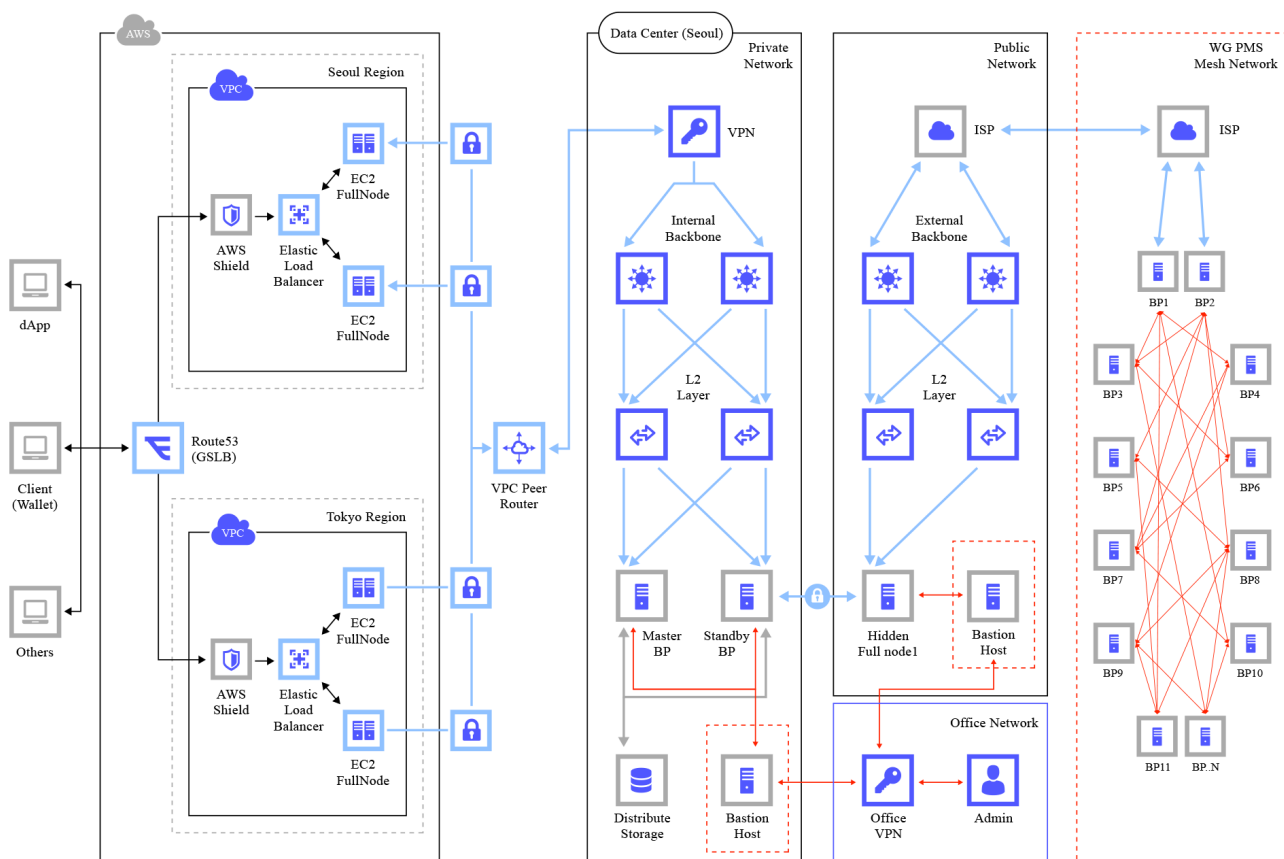 AWS
Seoul Region
VPC
EC2
FullNode
AWS
Shield
Elastic
Load
Balancer
EC2
FullNode
dApp
Client
(Wallet)
Others
Route53
(GSLB)
VPC Peer
Router
Tokyo Region
VPC
EC2
FullNode
AWS
Shield
Elastic
Load
Balancer
EC2
FullNode
Data Center (Seoul)
Private
Network
VPN
Internal
Backbone
L2
Layer
Master
BP
Standby
BP
Distribute
Storage
Bastion
Host
Public
Network
ISP
External
Backbone
L2
Layer
Hidden
Full node1
Bastion
Host
Office Network
Office
VPN
Admin
WG PMS
Mesh Network
ISP
BP1
BP2
BP3
BP4
BP5
BP6
BP7
BP8
BP9
BP10
BP11
BP..N